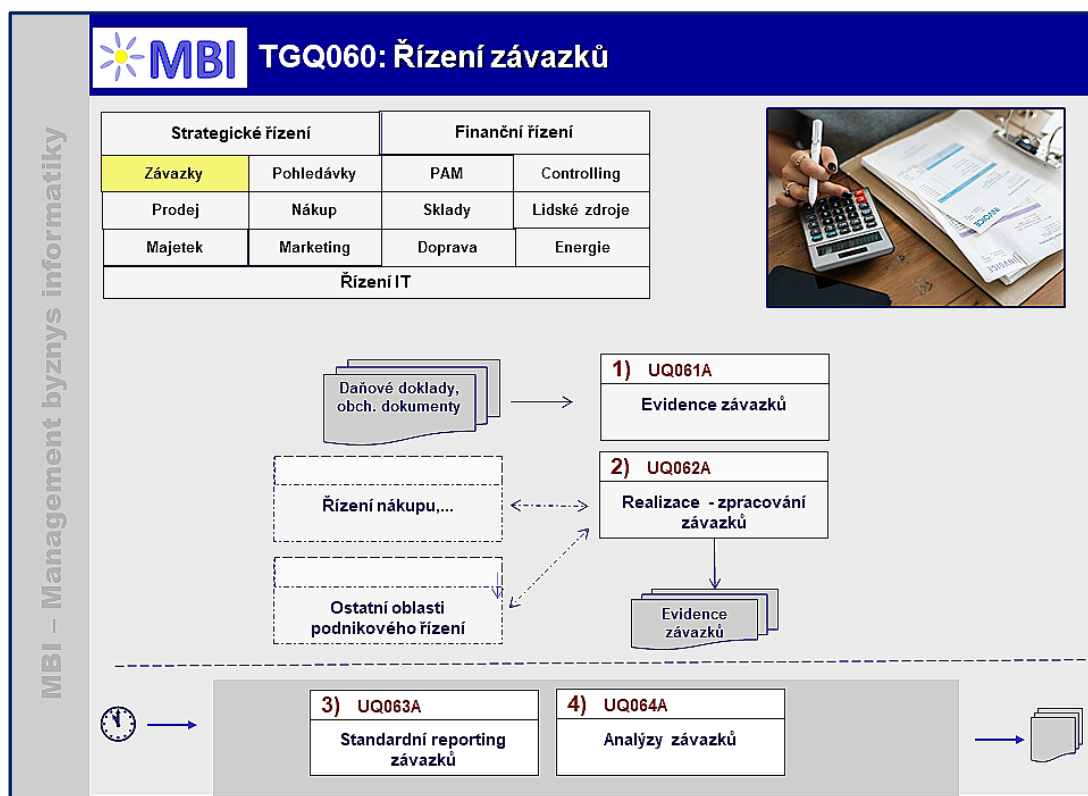 MBI
TGQ060: Řízení závazků
MBI – Management byznys informatiky
Strategické řízení
Finanční řízení
Závazky
Pohledávky
PAM
Controlling
Prodej
Nákup
Sklady
Lidské zdroje
Majetek
Marketing
Doprava
Energie
Řízení IT
INVOICE
INVOICE
Daňové doklady,
obch. dokumenty
1) UQ061A
Evidence závazků
2) UQ062A
Realizace - zpracování
závazků
Řízení nákupu,...
Ostatní oblasti
podnikového řízení
Evidence
závazků
3) UQ063A
Standardní reporting
závazků
4) UQ064A
Analýzy závazků